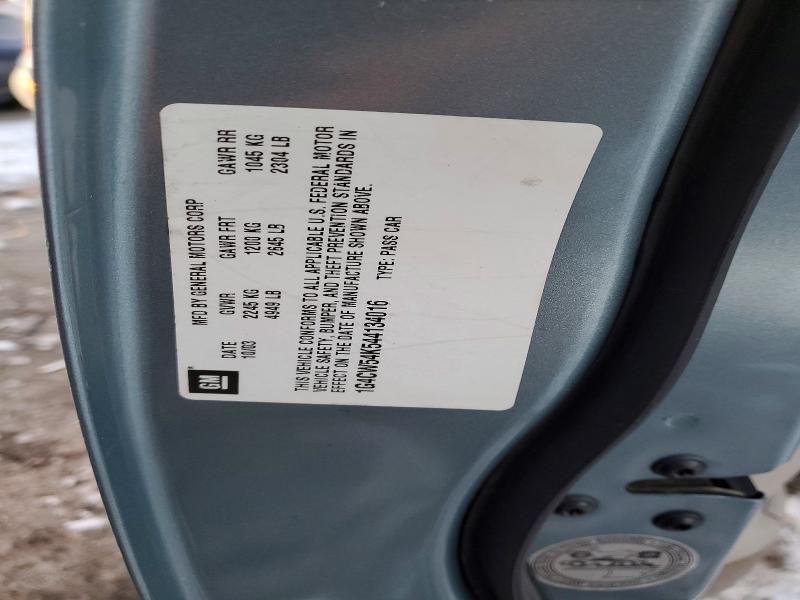 GM
MFD BY GENERAL MOTORS CORP
DATE GVWR GAWR FRT GAWR RR
10/03 2245 KG 1200 KG 1045 KG
4949 LB 2645 LB 2304 LB
THIS VEHICLE CONFORMS TO ALL APPLICABLE U.S. FEDERAL MOTOR
VEHICLE SAFETY, BUMPER, AND THEFT PREVENTION STANDARDS IN
EFFECT ON THE DATE OF MANUFACTURE SHOWN ABOVE.
1G4CW54K544134016 TYPE: PASS CAR